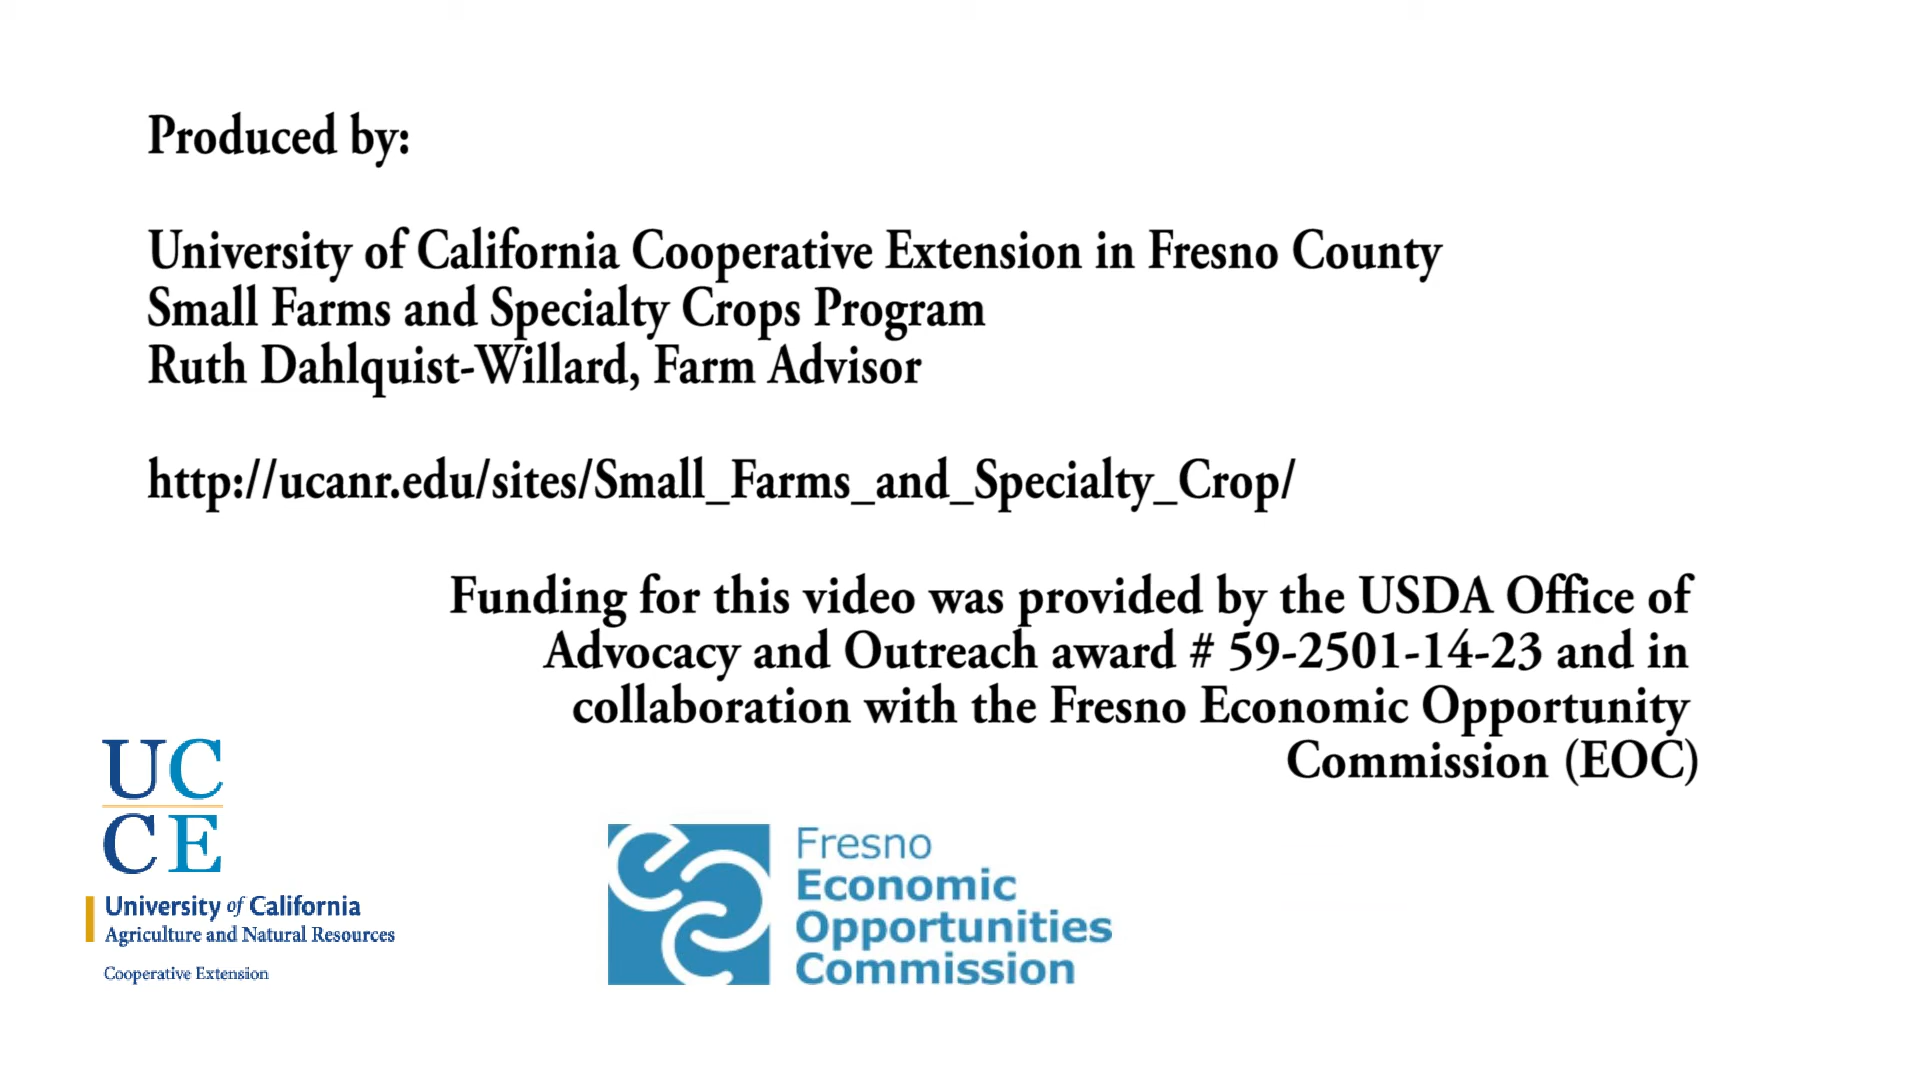 Produced by:
University of California Cooperative Extension in Fresno County
Small Farms and Specialty Crops Program
Ruth Dahlquist-Willard, Farm Advisor
http://ucanr.edu/sites/Small_Farms_and_Specialty_Crop/
Funding for this video was provided by the USDA Office of
Advocacy and Outreach award # 59-2501-14-23 and in
collaboration with the Fresno Economic Opportunity
Commission (EOC)
UC
CE
University of California
Agriculture and Natural Resources
Cooperative Extension
Fresno
Economic
Opportunities
Commission